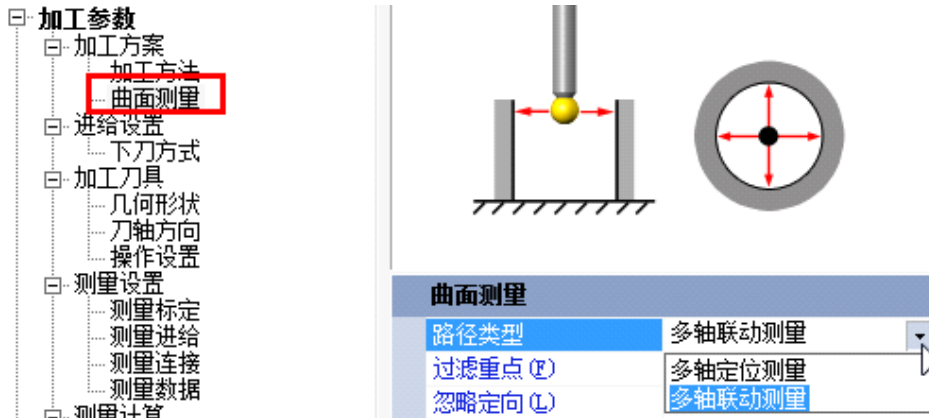 加工参数
加工方案
加工方法
曲面测量
进给设置
下刀方式
加工刀具
几何形状
刀轴方向
操作设置
测量设置
测量标定
测量进给
测量连接
测量数据
测量计算
曲面测量
路径类型 多轴联动测量
过滤重点(F) 多轴定位测量
忽略定向(L) 多轴联动测量